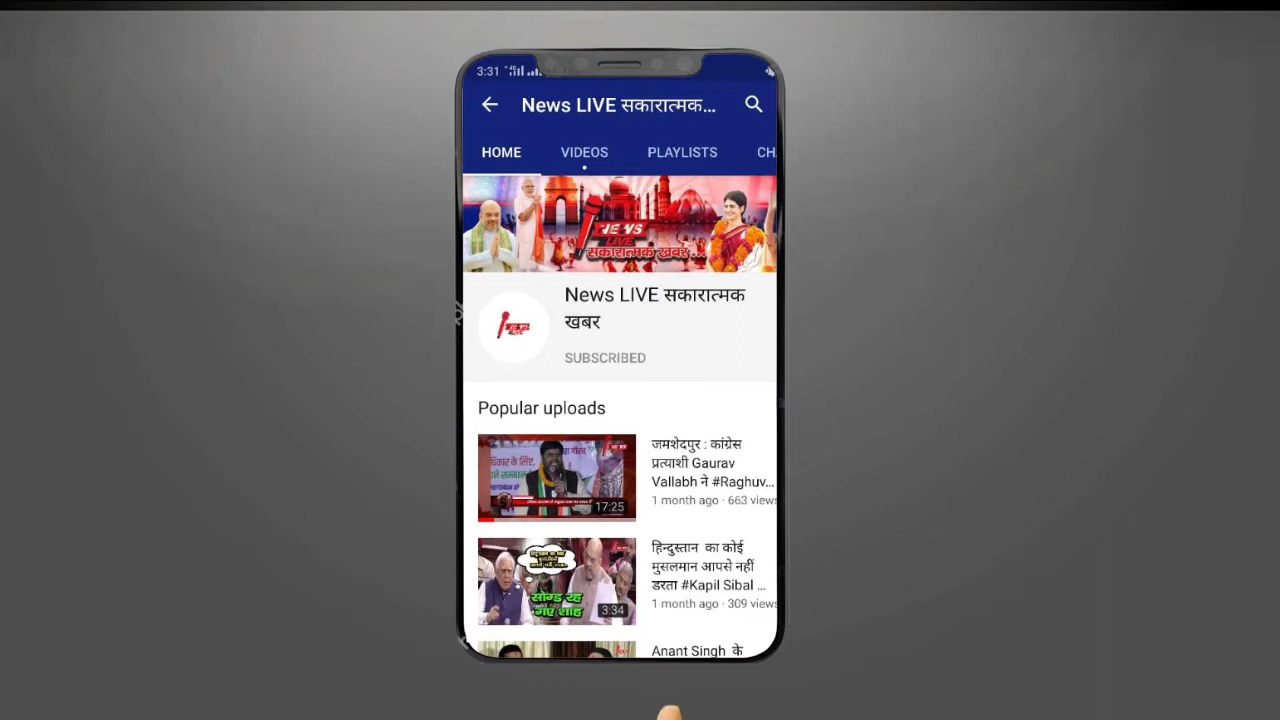 3:31
News LIVE सकारात्मक...
HOME VIDEOS PLAYLISTS CH
NEWS
LIVE
सकारात्मक खबर ...
News LIVE सकारात्मक
खबर
SUBSCRIBED
Popular uploads
जमशेदपुर : कांग्रेस
प्रत्याशी Gaurav
Vallabh ने #Raghuv...
1 month ago · 663 views
17:25
हिन्दुस्तान का कोई
मुसलमान आपसे नहीं
डरता #Kapil Sibal ...
1 month ago · 309 views
सोचते रह
गए शाह
3:34
Anant Singh के